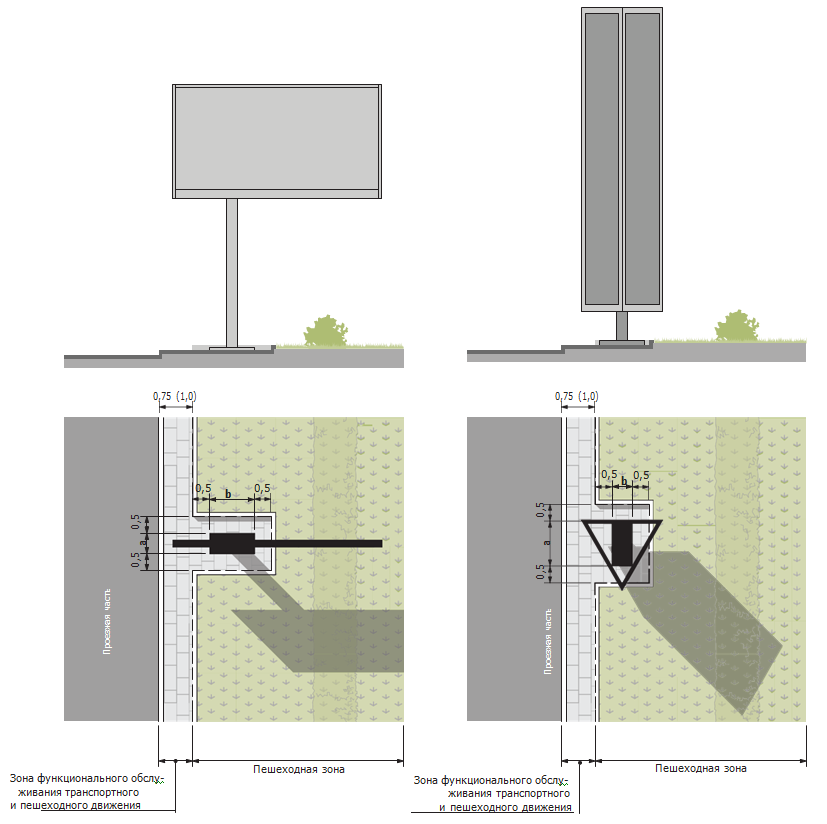 0,75 (1,0)
0,5
b
0,5
0,5
a
0,5
Проезжая часть
Пешеходная зона
Зона функционального обслу-
живания транспортного
и пешеходного движения
0,75 (1,0)
0,5
b
0,5
0,5
a
0,5
Проезжая часть
Пешеходная зона
Зона функционального обслу-
живания транспортного
и пешеходного движения